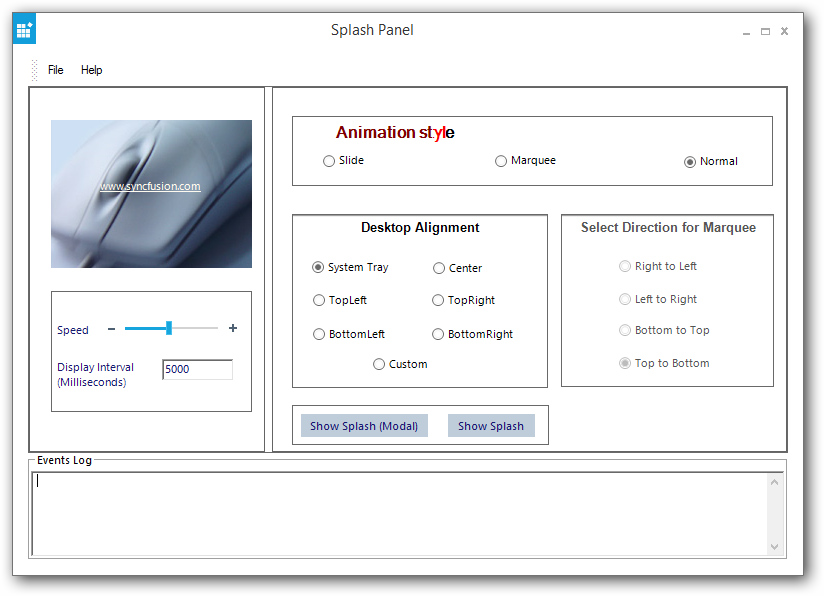 Splash Panel
File Help
www.syncfusion.com
Speed
Display Interval
(Milliseconds)
5000
Animation style
Slide Marquee Normal
Desktop Alignment
System Tray Center
TopLeft TopRight
BottomLeft BottomRight
Custom
Select Direction for Marquee
Right to Left
Left to Right
Bottom to Top
Top to Bottom
Show Splash (Modal) Show Splash
Events Log